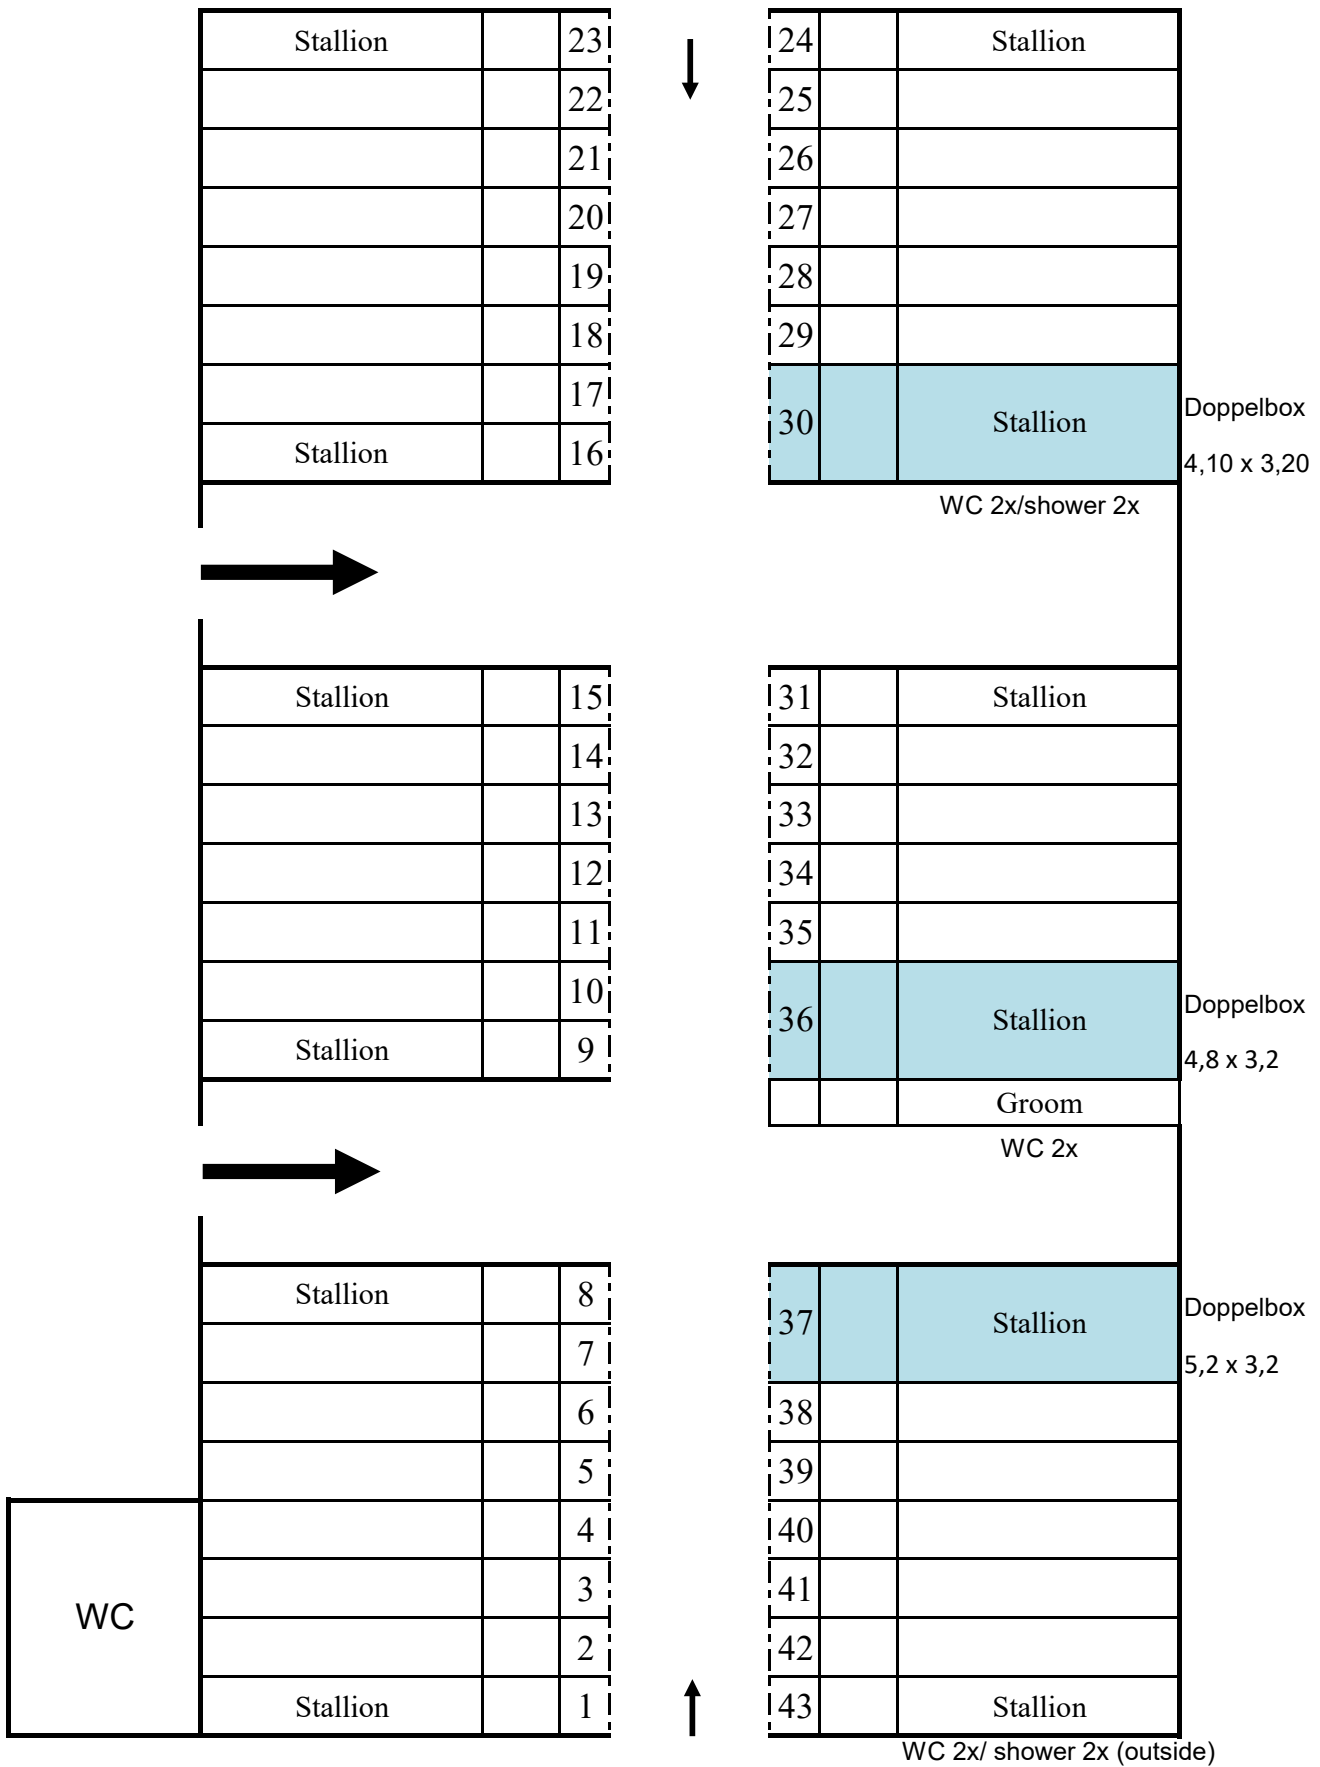 Stallion 23 24 Stallion
22 25
21 26
20 27
19 28
18 29
17
30 Stallion Doppelbox
Stallion 16 4,10 x 3,20
WC 2x/shower 2x
Stallion 15 31 Stallion
14 32
13 33
12 34
11 35
10
36 Stallion Doppelbox
Stallion 9 4,8 x 3,2
Groom
WC 2x
Stallion 8
37 Stallion Doppelbox
7 5,2 x 3,2
6 38
5 39
4 40
3 41
WC
2 42
Stallion 1 43 Stallion
WC 2x/ shower 2x (outside)